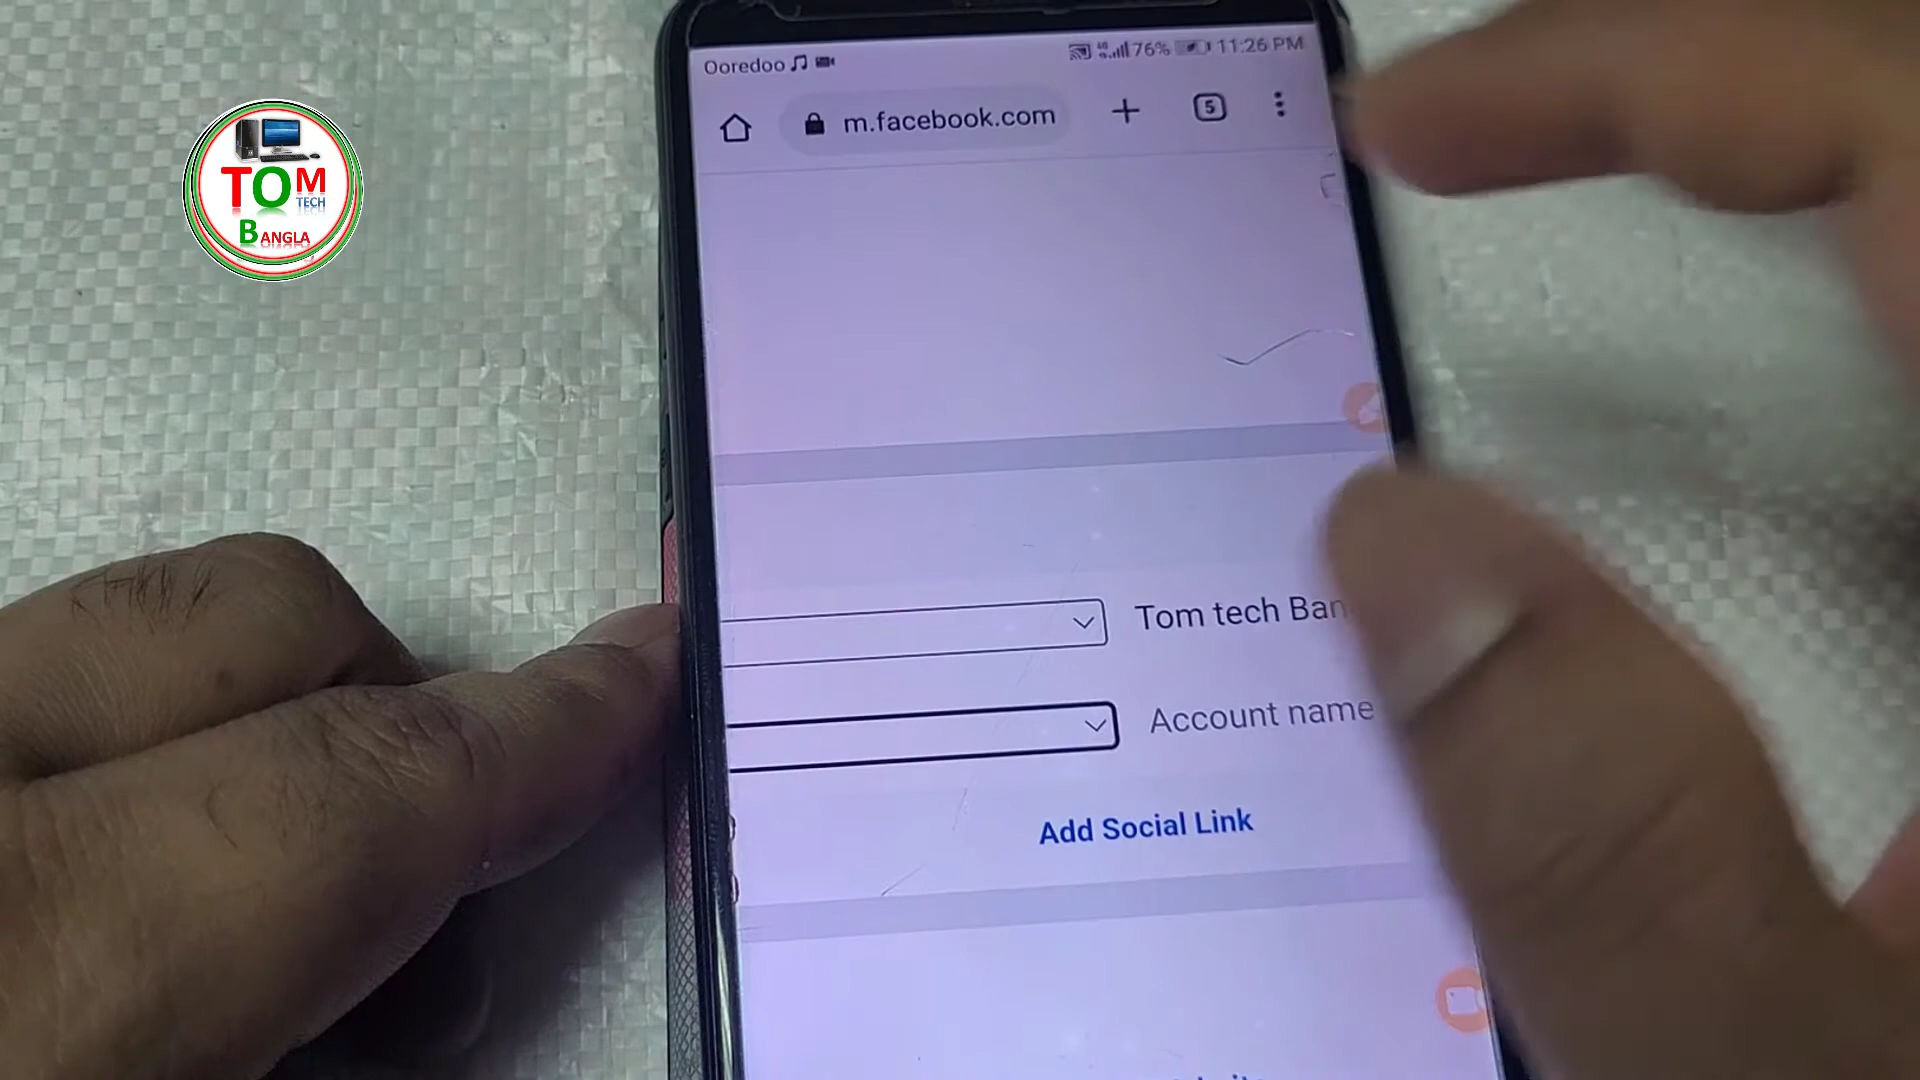 Ooredoo
76% 11:26 PM
m.facebook.com
5
TOM
TECH
BANGLA
Tom tech Ban
Account name
Add Social Link